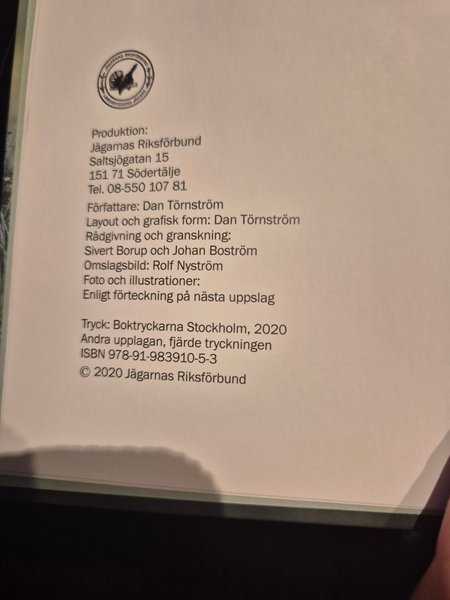 JÄGARNAS RIKSFÖRBUND
Produktion:
Jägarnas Riksförbund
Saltsjögatan 15
151 71 Södertälje
Tel. 08-550 107 81
Författare: Dan Törnström
Layout och grafisk form: Dan Törnström
Rådgivning och granskning:
Sivert Borup och Johan Boström
Omslagsbild: Rolf Nyström
Foto och illustrationer:
Enligt förteckning på nästa uppslag
Tryck: Boktryckarna Stockholm, 2020
Andra upplagan, fjärde tryckningen
ISBN 978-91-983910-5-3
© 2020 Jägarnas Riksförbund